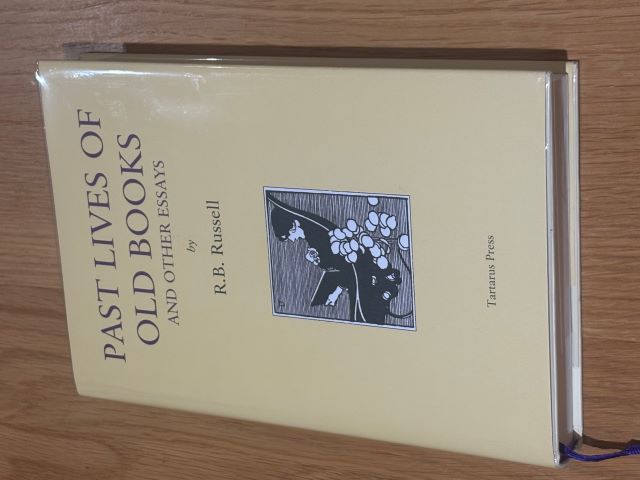 PAST LIVES OF
OLD BOOKS
AND OTHER ESSAYS
by
R.B. Russell
Tartarus Press